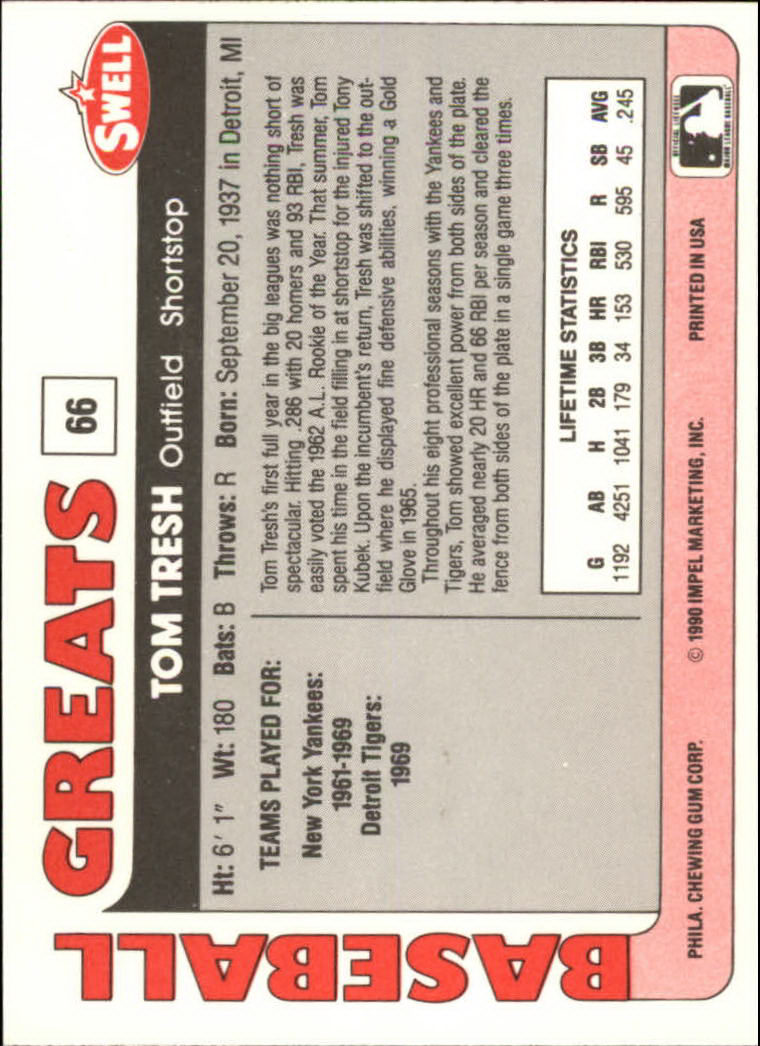 BASEBALL
GREATS
66
SWELL
TOM TRESH Outfield Shortstop
Ht: 6' 1" Wt: 180 Bats: B Throws: R Born: September 20, 1937 in Detroit, MI
TEAMS PLAYED FOR:
New York Yankees:
1961-1969
Detroit Tigers:
1969
Tom Tresh's first full year in the big leagues was nothing short of
spectacular. Hitting .286 with 20 homers and 93 RBI, Tresh was
easily voted the 1962 A.L. Rookie of the Year. That summer, Tom
spent his time in the field filling in at shortstop for the injured Tony
Kubek. Upon the incumbent's return, Tresh was shifted to the out-
field where he displayed fine defensive abilities, winning a Gold
Glove in 1965.
Throughout his eight professional seasons with the Yankees and
Tigers, Tom showed excellent power from both sides of the plate.
He averaged nearly 20 HR and 66 RBI per season and cleared the
fence from both sides of the plate in a single game three times.
LIFETIME STATISTICS
G AB H 2B 3B HR RBI R SB AVG
1192 4251 1041 179 34 153 530 595 45 .245
PHILA. CHEWING GUM CORP. © 1990 IMPEL MARKETING, INC. PRINTED IN USA
OFFICIAL LICENSEE
MAJOR LEAGUE BASEBALL